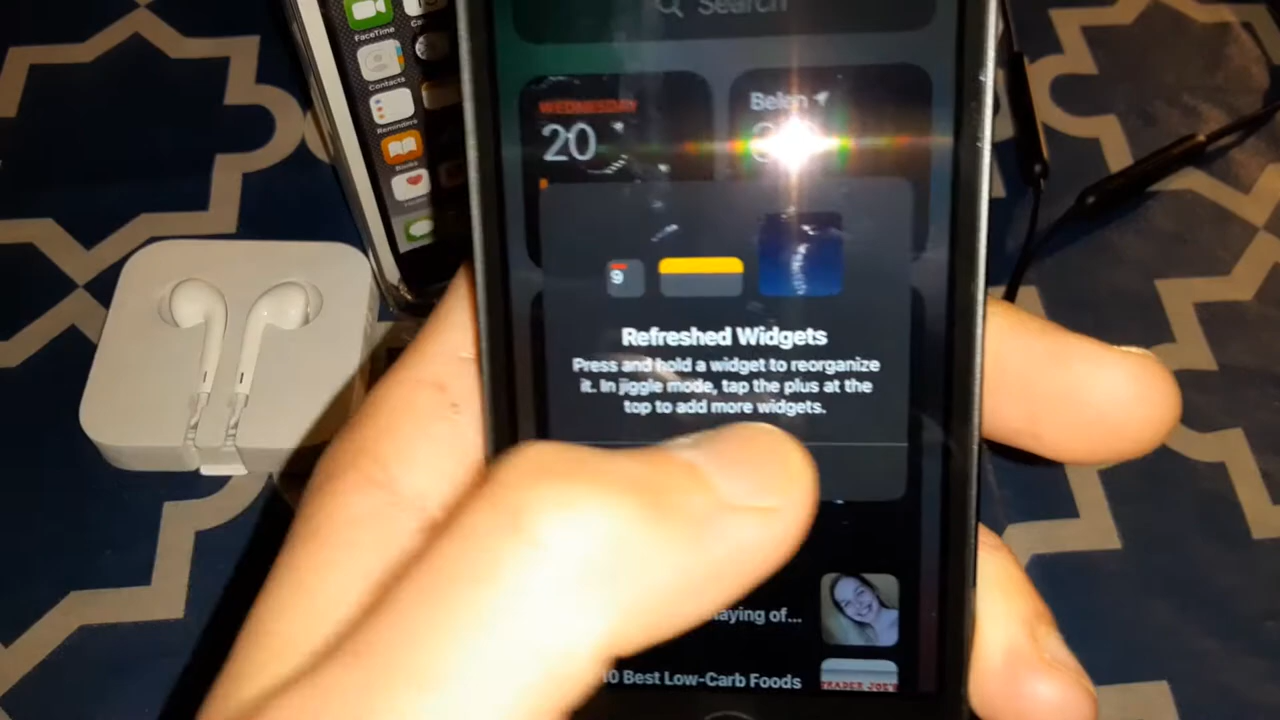 Search
FaceTime
Contacts
Reminders
Books
WEDNESDAY
20
9
Refreshed Widgets
Press and hold a widget to reorganize
it. In jiggle mode, tap the plus at the
top to add more widgets.
aying of...
10 Best Low-Carb Foods
TRADER JOE'S